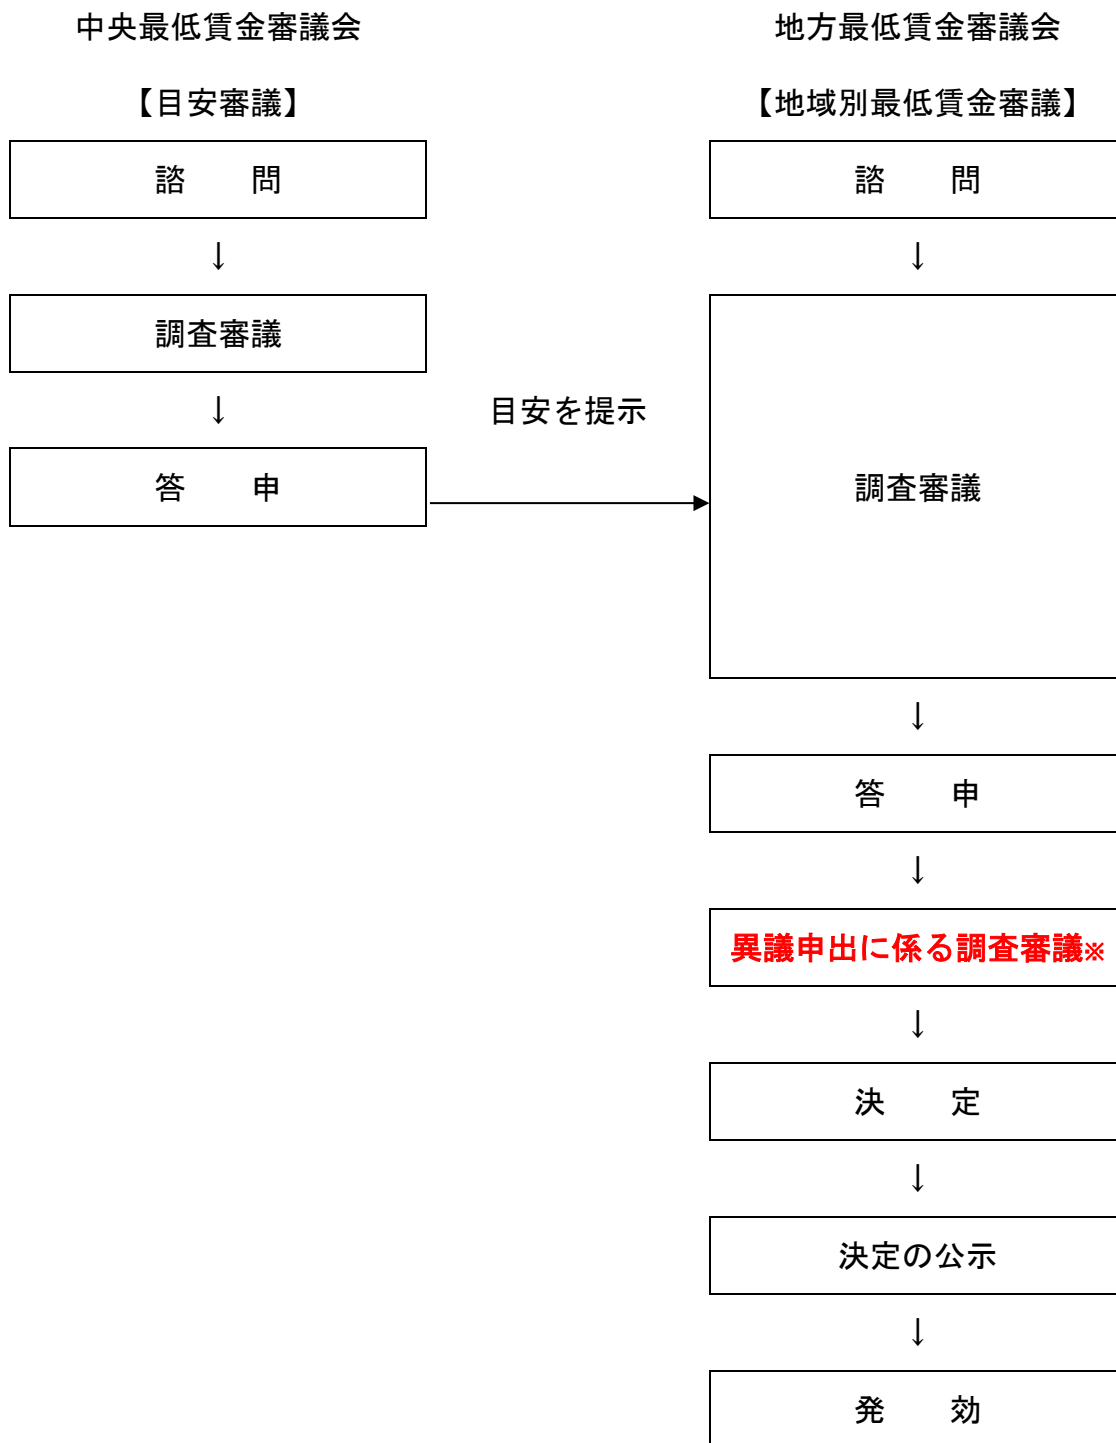 中央最低賃金審議会
【目安審議】
諮　　問
↓
調査審議
↓
答　　申
目安を提示
地方最低賃金審議会
【地域別最低賃金審議】
諮　　問
↓
調査審議
↓
答　　申
↓
異議申出に係る調査審議※
↓
決　　定
↓
決定の公示
↓
発　　効